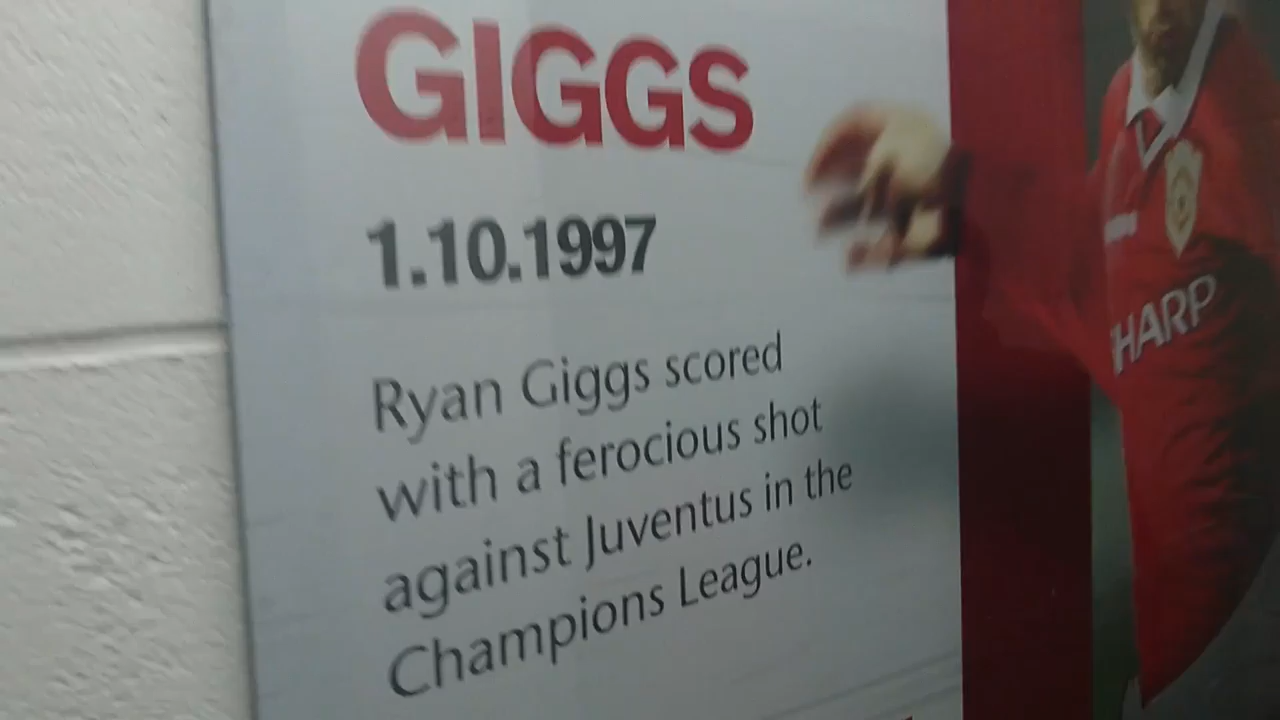 GIGGS
1.10.1997
Ryan Giggs scored
with a ferocious shot
against Juventus in the
Champions League.
HARP